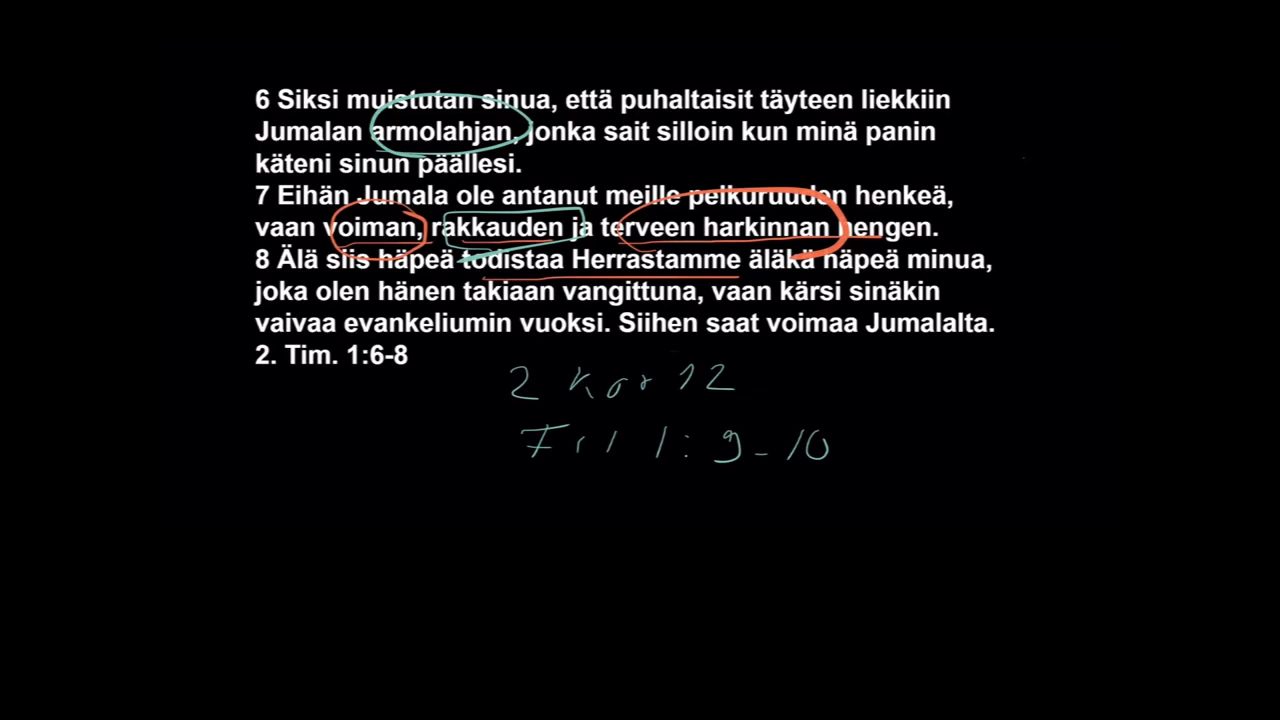 6 Siksi muistutan sinua, että puhaltaisit täyteen liekkiin
Jumalan armolahjan, jonka sait silloin kun minä panin
käteni sinun päällesi.
7 Eihän Jumala ole antanut meille pelkuruuden henkeä,
vaan voiman, rakkauden ja terveen harkinnan hengen.
8 Älä siis häpeä todistaa Herrastamme äläkä häpeä minua,
joka olen hänen takiaan vangittuna, vaan kärsi sinäkin
vaivaa evankeliumin vuoksi. Siihen saat voimaa Jumalalta.
2. Tim. 1:6-8
2 kor 12
Fil 1:9-10